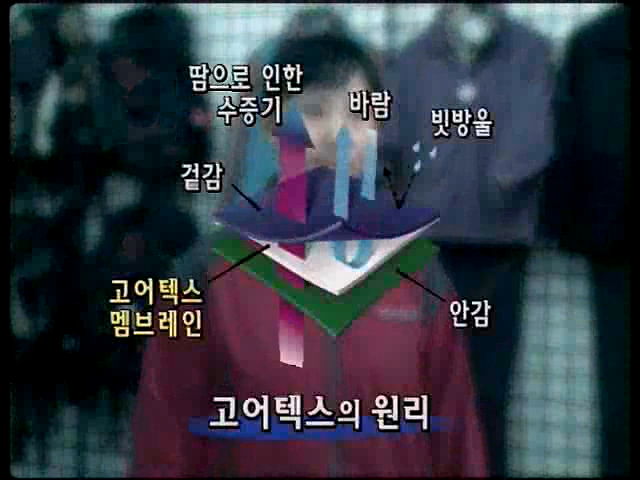 땀으로 인한
수증기
바람
빗방울
겉감
고어텍스
멤브레인
안감
고어텍스의 원리